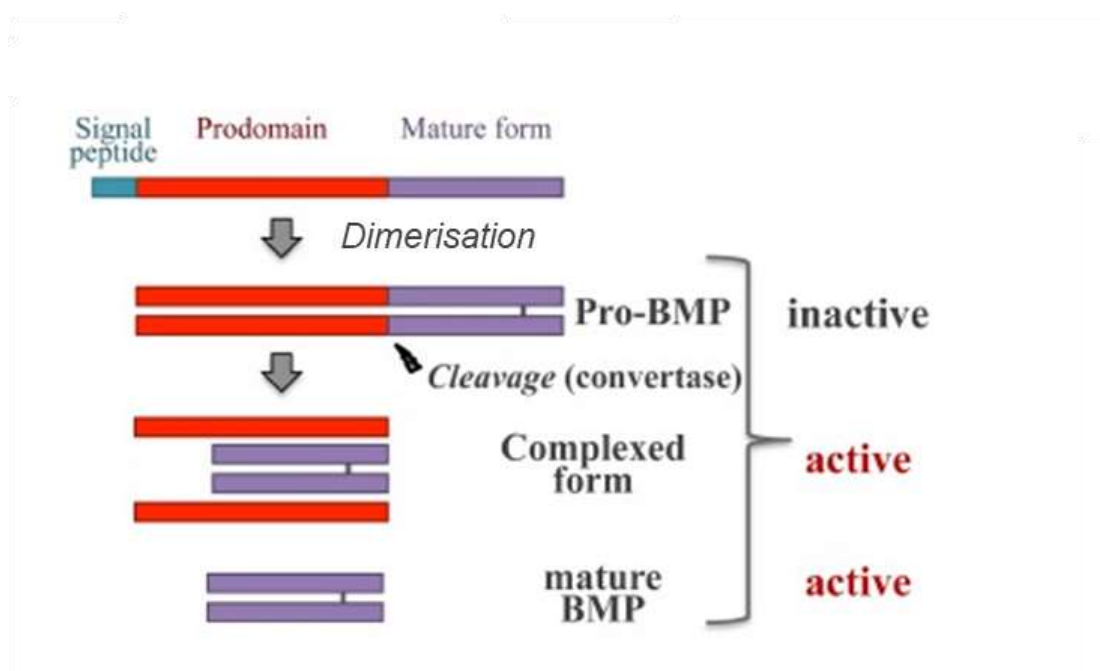 Signal
peptide
Prodomain
Mature form
Dimerisation
Pro-BMP
inactive
Cleavage (convertase)
Complexed
form
active
mature
BMP
active